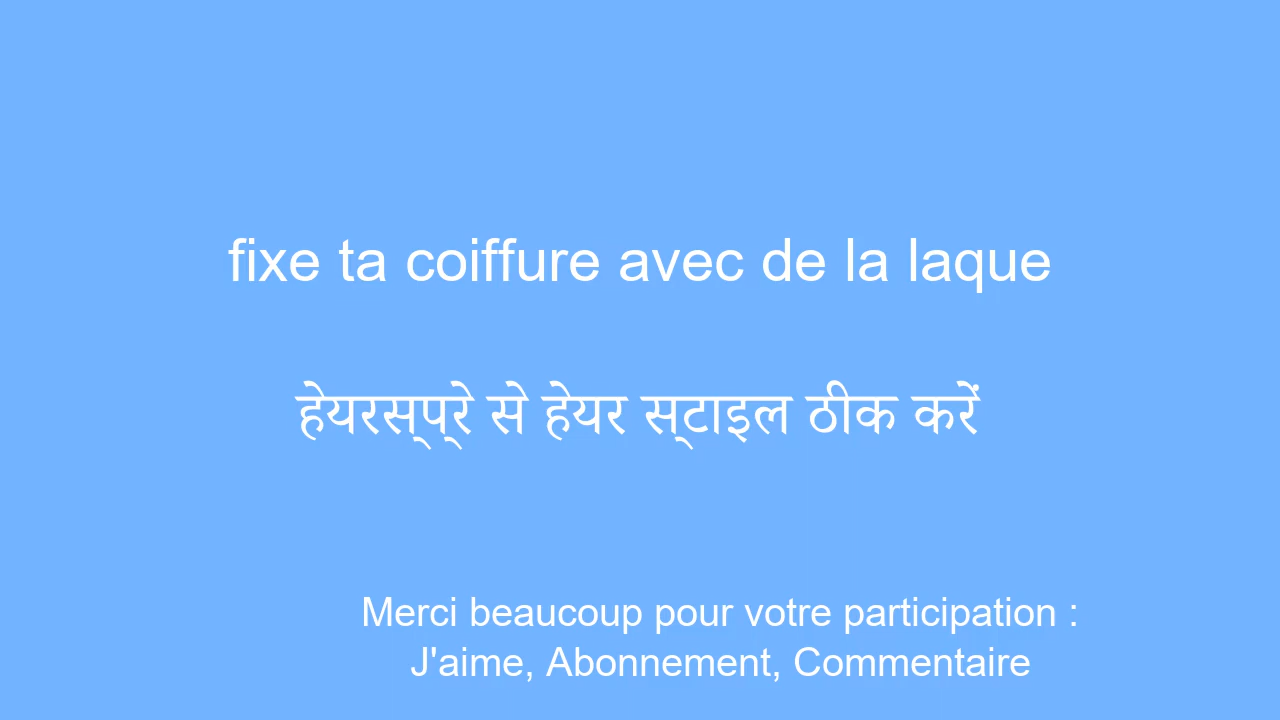 fixe ta coiffure avec de la laque
हेयरस्प्रे से हेयर स्टाइल ठीक करें
Merci beaucoup pour votre participation :
J'aime, Abonnement, Commentaire